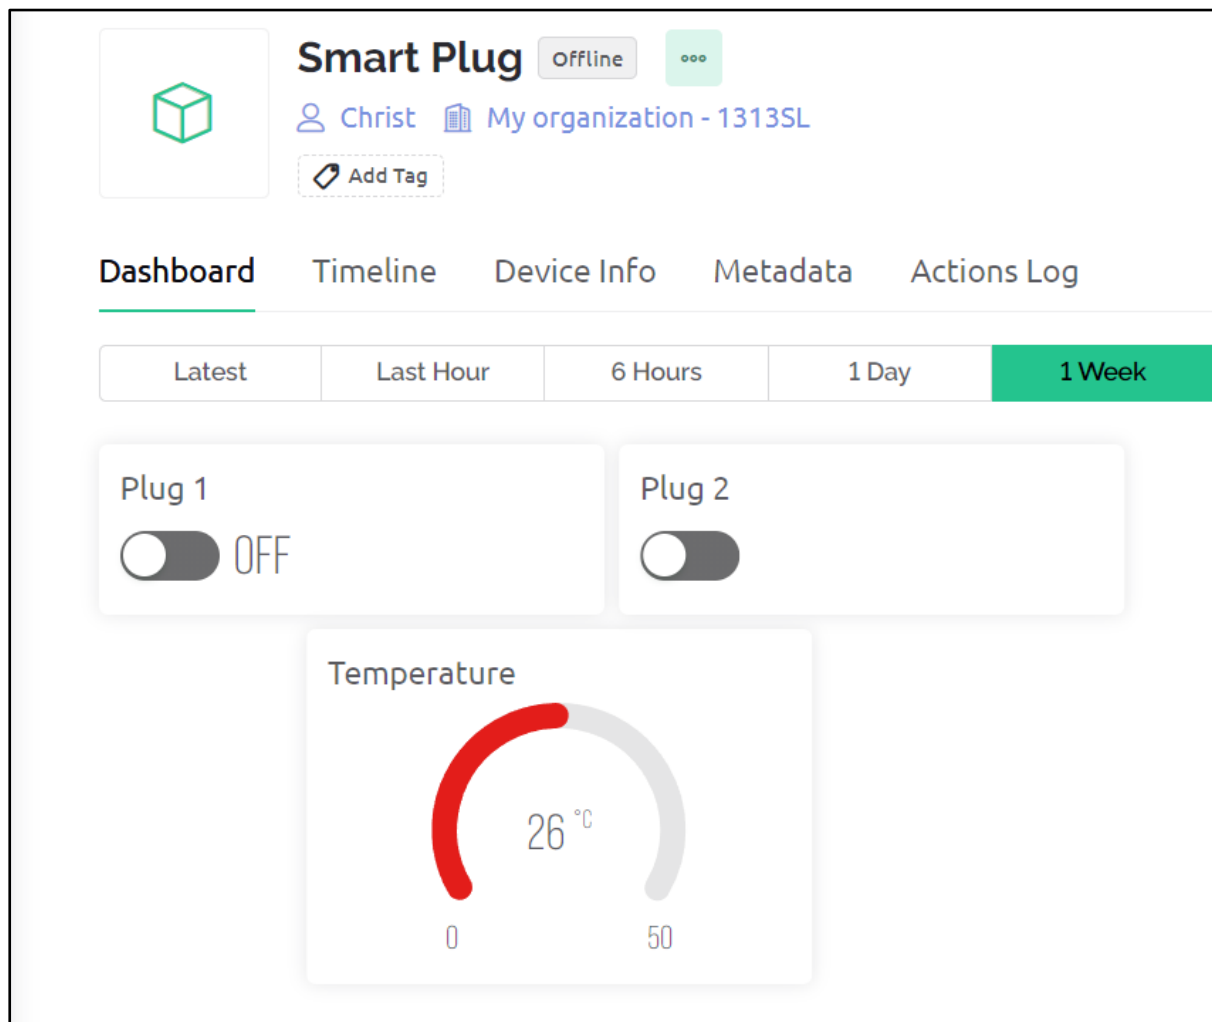 Smart Plug Offline
Christ My organization - 1313SL
Add Tag
Dashboard Timeline Device Info Metadata Actions Log
Latest Last Hour 6 Hours 1 Day 1 Week
Plug 1 Plug 2
OFF
Temperature
26 °C
0 50